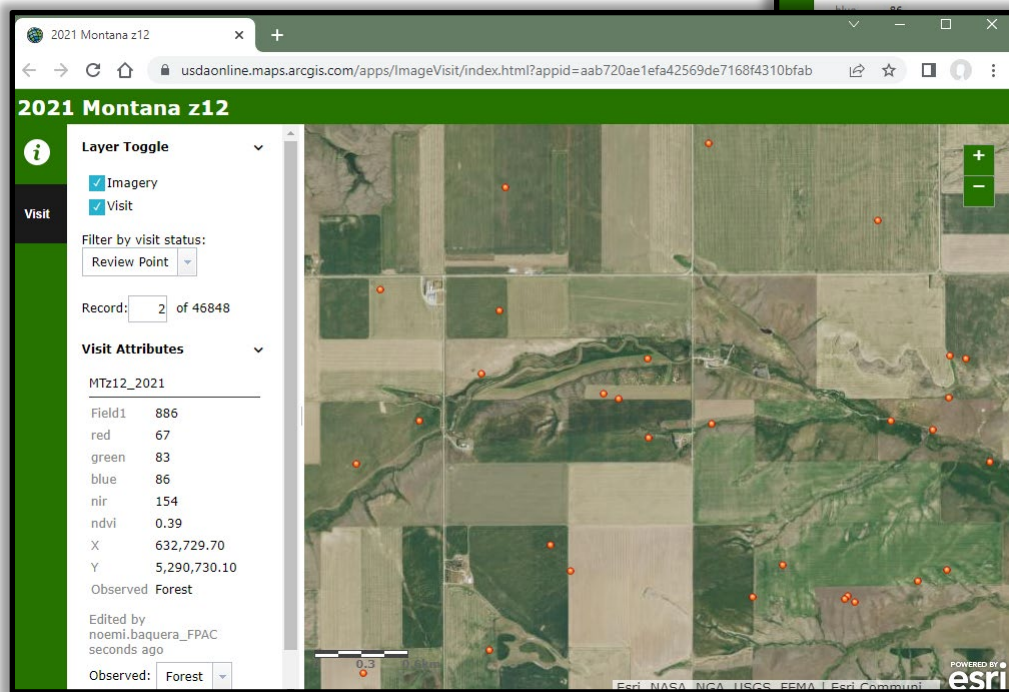 blue 86
2021 Montana z12
usdaonline.maps.arcgis.com/apps/ImageVisit/index.html?appid=aab720ae1efa42569de7168f4310bfab
2021 Montana z12
i
Visit
Layer Toggle
Imagery
Visit
Filter by visit status:
Review Point
Record: 2 of 46848
Visit Attributes
MTz12_2021
Field1 886
red 67
green 83
blue 86
nir 154
ndvi 0.39
X 632,729.70
Y 5,290,730.10
Observed Forest
Edited by
noemi.baquera_FPAC
seconds ago
Observed: Forest
+
−
0.3 0.6km
POWERED BY
esri
Esri, NASA, NGA, USGS, FEMA | Esri Communi...